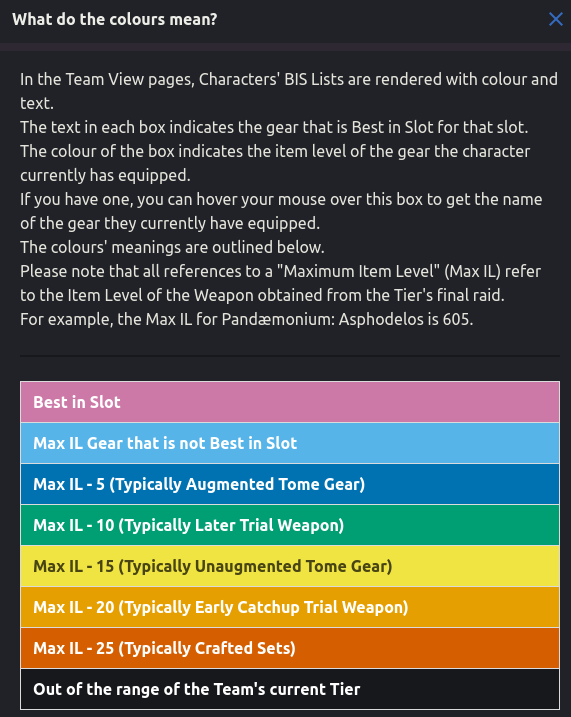 What do the colours mean?
In the Team View pages, Characters' BIS Lists are rendered with colour and
text.
The text in each box indicates the gear that is Best in Slot for that slot.
The colour of the box indicates the item level of the gear the character
currently has equipped.
If you have one, you can hover your mouse over this box to get the name
of the gear they currently have equipped.
The colours' meanings are outlined below.
Please note that all references to a "Maximum Item Level" (Max IL) refer
to the Item Level of the Weapon obtained from the Tier's final raid.
For example, the Max IL for Pandæmonium: Asphodelos is 605.
Best in Slot
Max IL Gear that is not Best in Slot
Max IL - 5 (Typically Augmented Tome Gear)
Max IL - 10 (Typically Later Trial Weapon)
Max IL - 15 (Typically Unaugmented Tome Gear)
Max IL - 20 (Typically Early Catchup Trial Weapon)
Max IL - 25 (Typically Crafted Sets)
Out of the range of the Team's current Tier